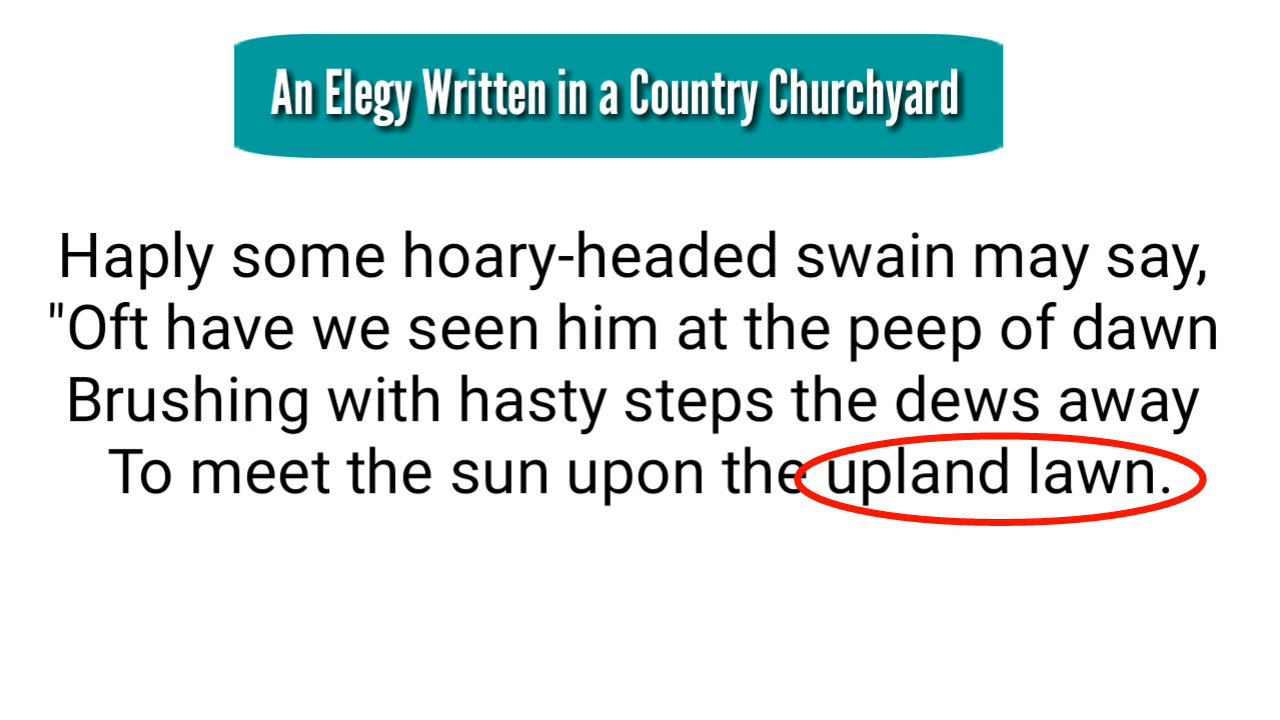 An Elegy Written in a Country Churchyard
Haply some hoary-headed swain may say,
"Oft have we seen him at the peep of dawn
Brushing with hasty steps the dews away
To meet the sun upon the upland lawn.